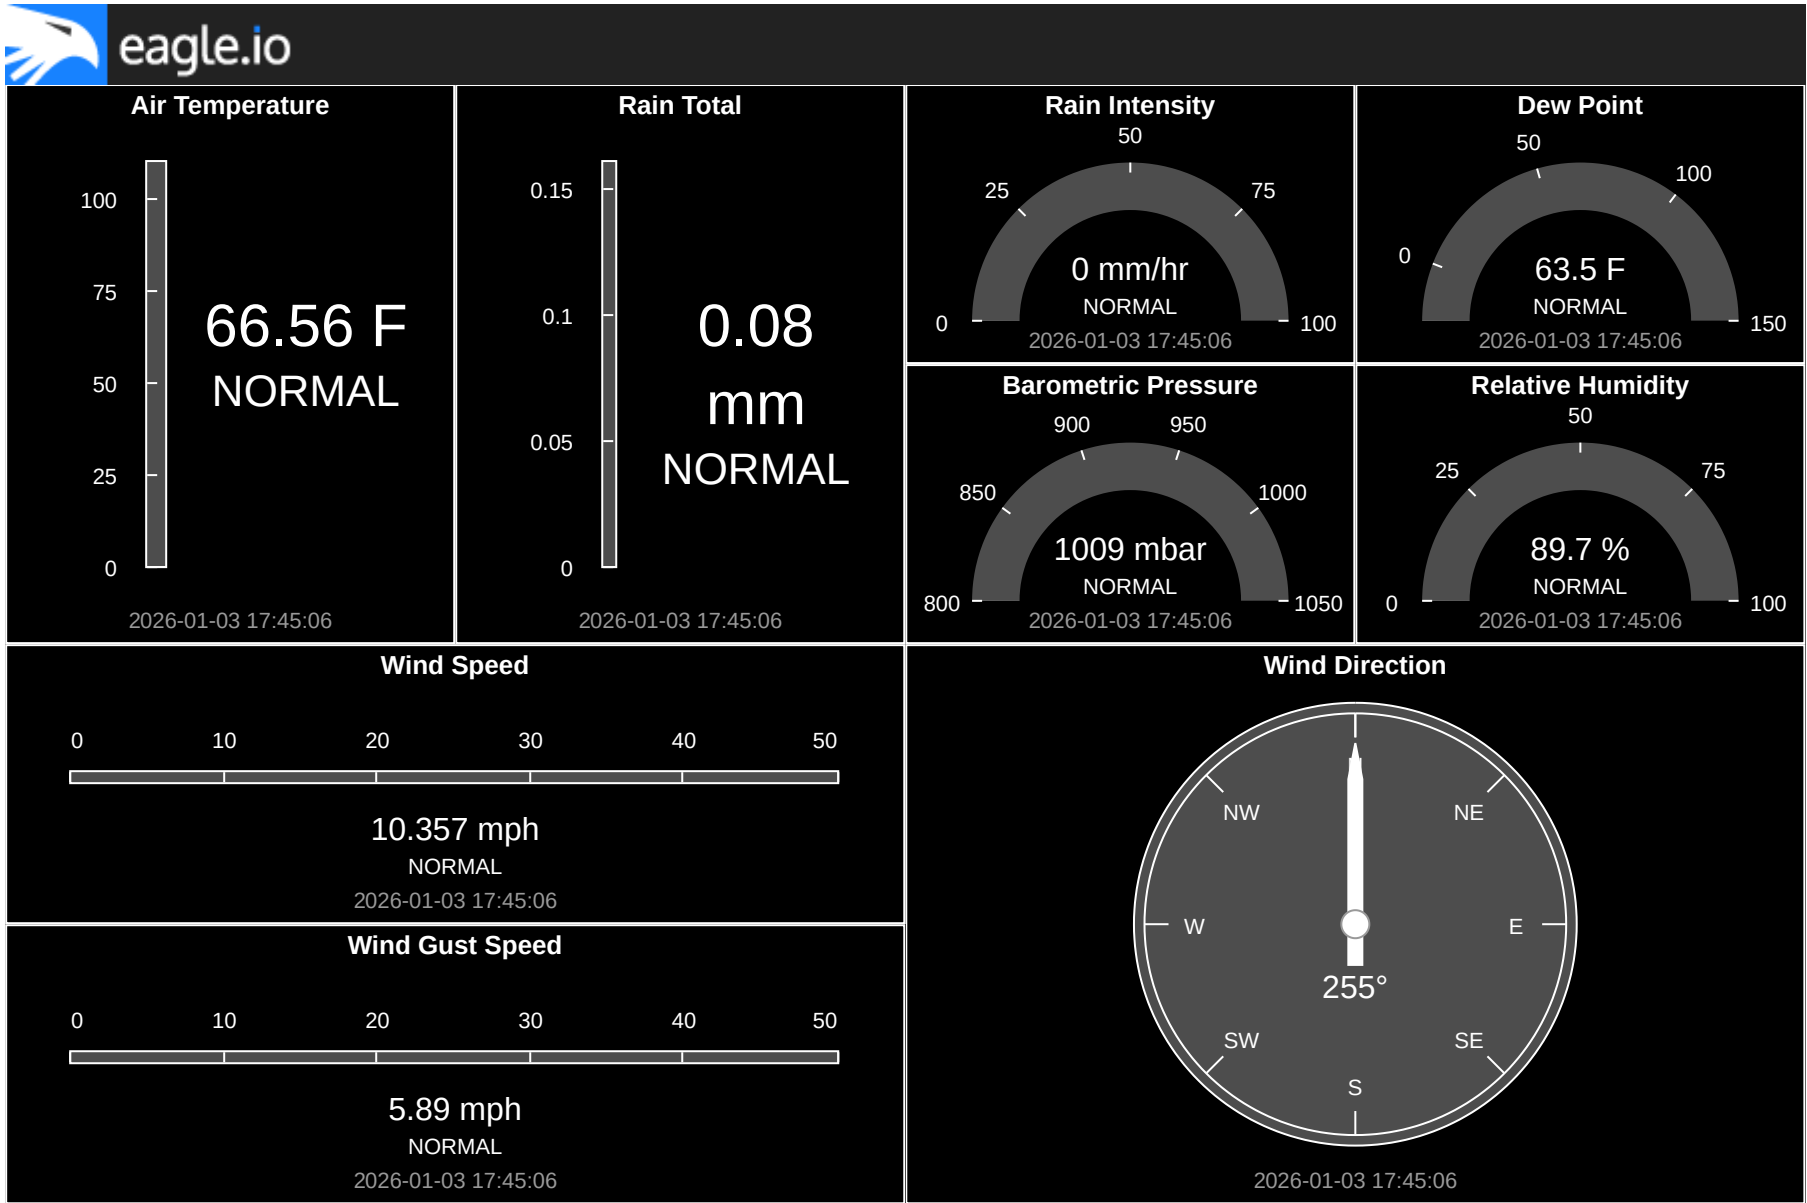 eagle.io
Air Temperature
100
75
50
25
0
66.56 F
NORMAL
2026-01-03 17:45:06
Rain Total
0.15
0.1
0.05
0
0.08
mm
NORMAL
2026-01-03 17:45:06
Rain Intensity
0
25
50
75
100
0 mm/hr
NORMAL
2026-01-03 17:45:06
Dew Point
0
50
100
150
63.5 F
NORMAL
2026-01-03 17:45:06
Barometric Pressure
800
850
900
950
1000
1050
1009 mbar
NORMAL
2026-01-03 17:45:06
Relative Humidity
0
25
50
75
100
89.7 %
NORMAL
2026-01-03 17:45:06
Wind Speed
0 10 20 30 40 50
10.357 mph
NORMAL
2026-01-03 17:45:06
Wind Gust Speed
0 10 20 30 40 50
5.89 mph
NORMAL
2026-01-03 17:45:06
Wind Direction
NW NE
W E
255°
SW SE
S
2026-01-03 17:45:06